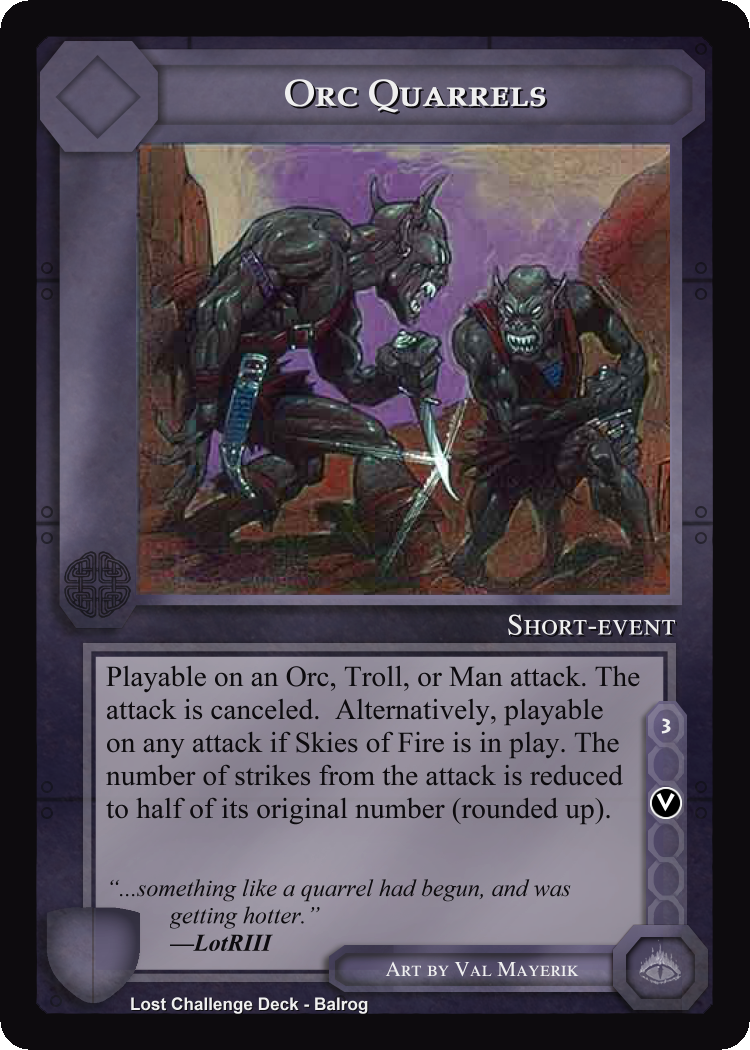 Orc Quarrels
Short-event
Playable on an Orc, Troll, or Man attack. The
attack is canceled.  Alternatively, playable
on any attack if Skies of Fire is in play. The
number of strikes from the attack is reduced
to half of its original number (rounded up).
3
V
“...something like a quarrel had begun, and was
getting hotter.”
—LotRIII
Art by Val Mayerik
Lost Challenge Deck - Balrog